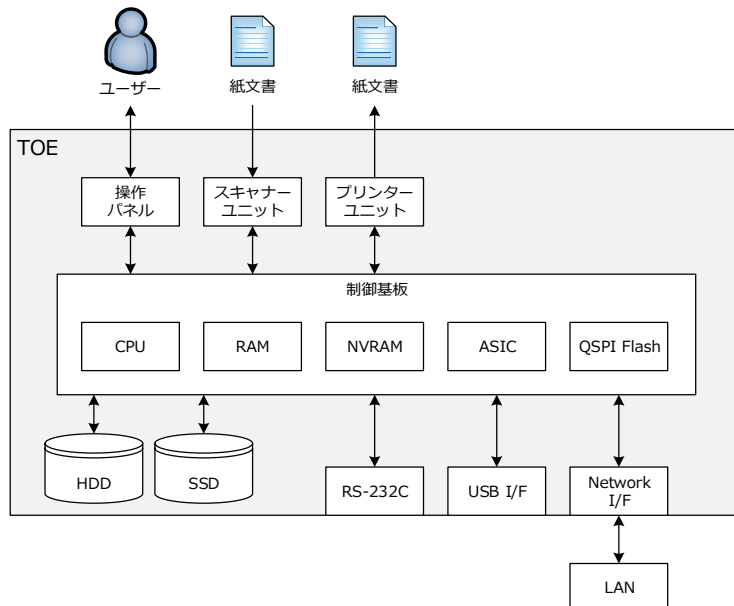 ユーザー
紙文書
紙文書
TOE
操作
パネル
スキャナー
ユニット
プリンター
ユニット
制御基板
CPU
RAM
NVRAM
ASIC
QSPI Flash
HDD
SSD
RS-232C
USB I/F
Network
I/F
LAN